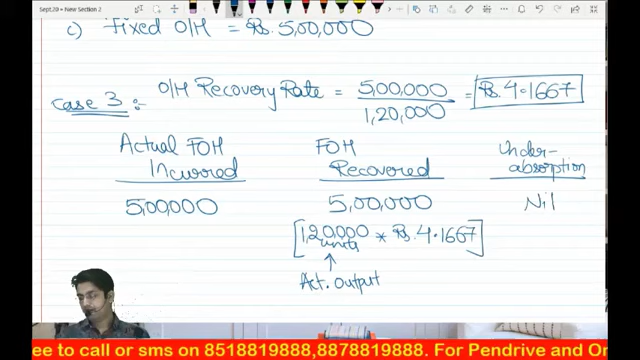 Sept.20 – New Section 2
c) Fixed O/H = Rs. 5,00,000
Case 3 :- O/H Recovery Rate = 5,00,000 / 1,20,000 = Rs. 4.1667
Actual FOH Incurred
FOH Recovered
Under-absorption
5,00,000 5,00,000 Nil
[1,20,000 units * Rs. 4.1667]
↑
Act. Output
ee to call or sms on 8518819888,8878819888. For Pendrive and On